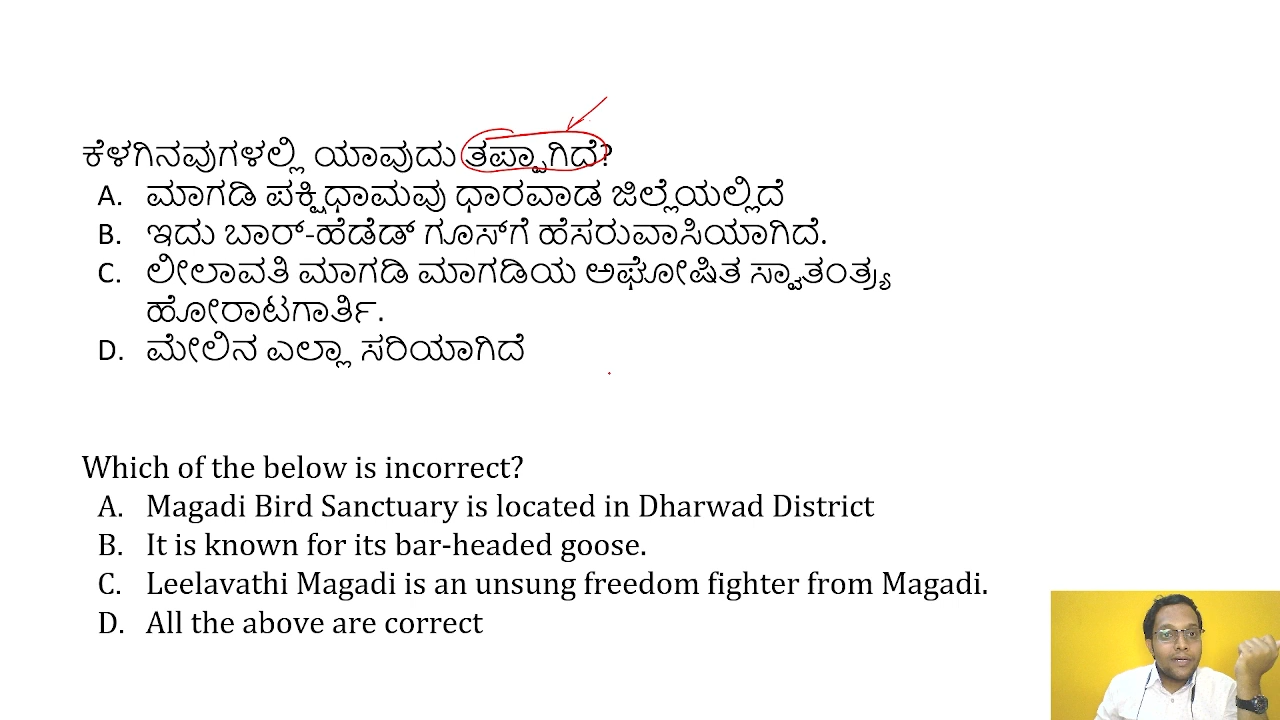 ಕೆಳಗಿನವುಗಳಲ್ಲಿ ಯಾವುದು ತಪ್ಪಾಗಿದೆ?
A. ಮಾಗಡಿ ಪಕ್ಷಿಧಾಮವು ಧಾರವಾಡ ಜಿಲ್ಲೆಯಲ್ಲಿದೆ
B. ಇದು ಬಾರ್-ಹೆಡೆಡ್ ಗೂಸ್‌ಗೆ ಹೆಸರುವಾಸಿಯಾಗಿದೆ.
C. ಲೀಲಾವತಿ ಮಾಗಡಿ ಮಾಗಡಿಯ ಅಘೋಷಿತ ಸ್ವಾತಂತ್ರ್ಯ
ಹೋರಾಟಗಾರ್ತಿ.
D. ಮೇಲಿನ ಎಲ್ಲಾ ಸರಿಯಾಗಿದೆ
Which of the below is incorrect?
A. Magadi Bird Sanctuary is located in Dharwad District
B. It is known for its bar-headed goose.
C. Leelavathi Magadi is an unsung freedom fighter from Magadi.
D. All the above are correct